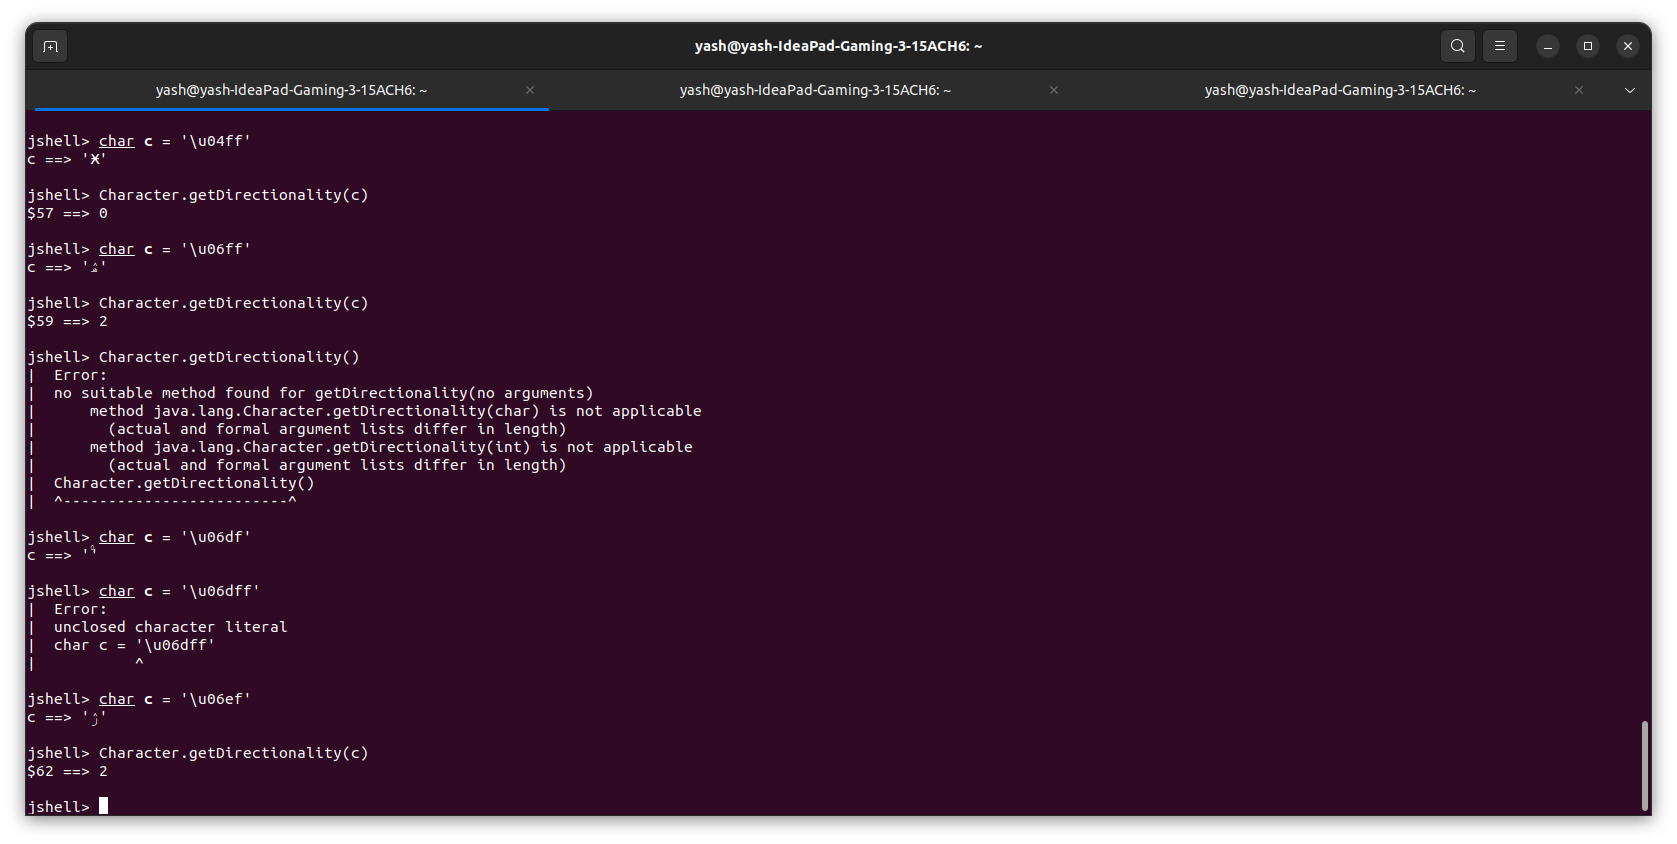 yash@yash-IdeaPad-Gaming-3-15ACH6: ~
yash@yash-IdeaPad-Gaming-3-15ACH6: ~
yash@yash-IdeaPad-Gaming-3-15ACH6: ~
yash@yash-IdeaPad-Gaming-3-15ACH6: ~
jshell> char c = '\u04ff'
c ==> 'ӿ'
jshell> Character.getDirectionality(c)
$57 ==> 0
jshell> char c = '\u06ff'
c ==> 'ۿ'
jshell> Character.getDirectionality(c)
$59 ==> 2
jshell> Character.getDirectionality()
|  Error:
|  no suitable method found for getDirectionality(no arguments)
|      method java.lang.Character.getDirectionality(char) is not applicable
|        (actual and formal argument lists differ in length)
|      method java.lang.Character.getDirectionality(int) is not applicable
|        (actual and formal argument lists differ in length)
|  Character.getDirectionality()
|  ^-------------------------^
jshell> char c = '\u06df'
c ==> '۟'
jshell> char c = '\u06dff'
|  Error:
|  unclosed character literal
|  char c = '\u06dff'
|           ^
jshell> char c = '\u06ef'
c ==> 'ۯ'
jshell> Character.getDirectionality(c)
$62 ==> 2
jshell>